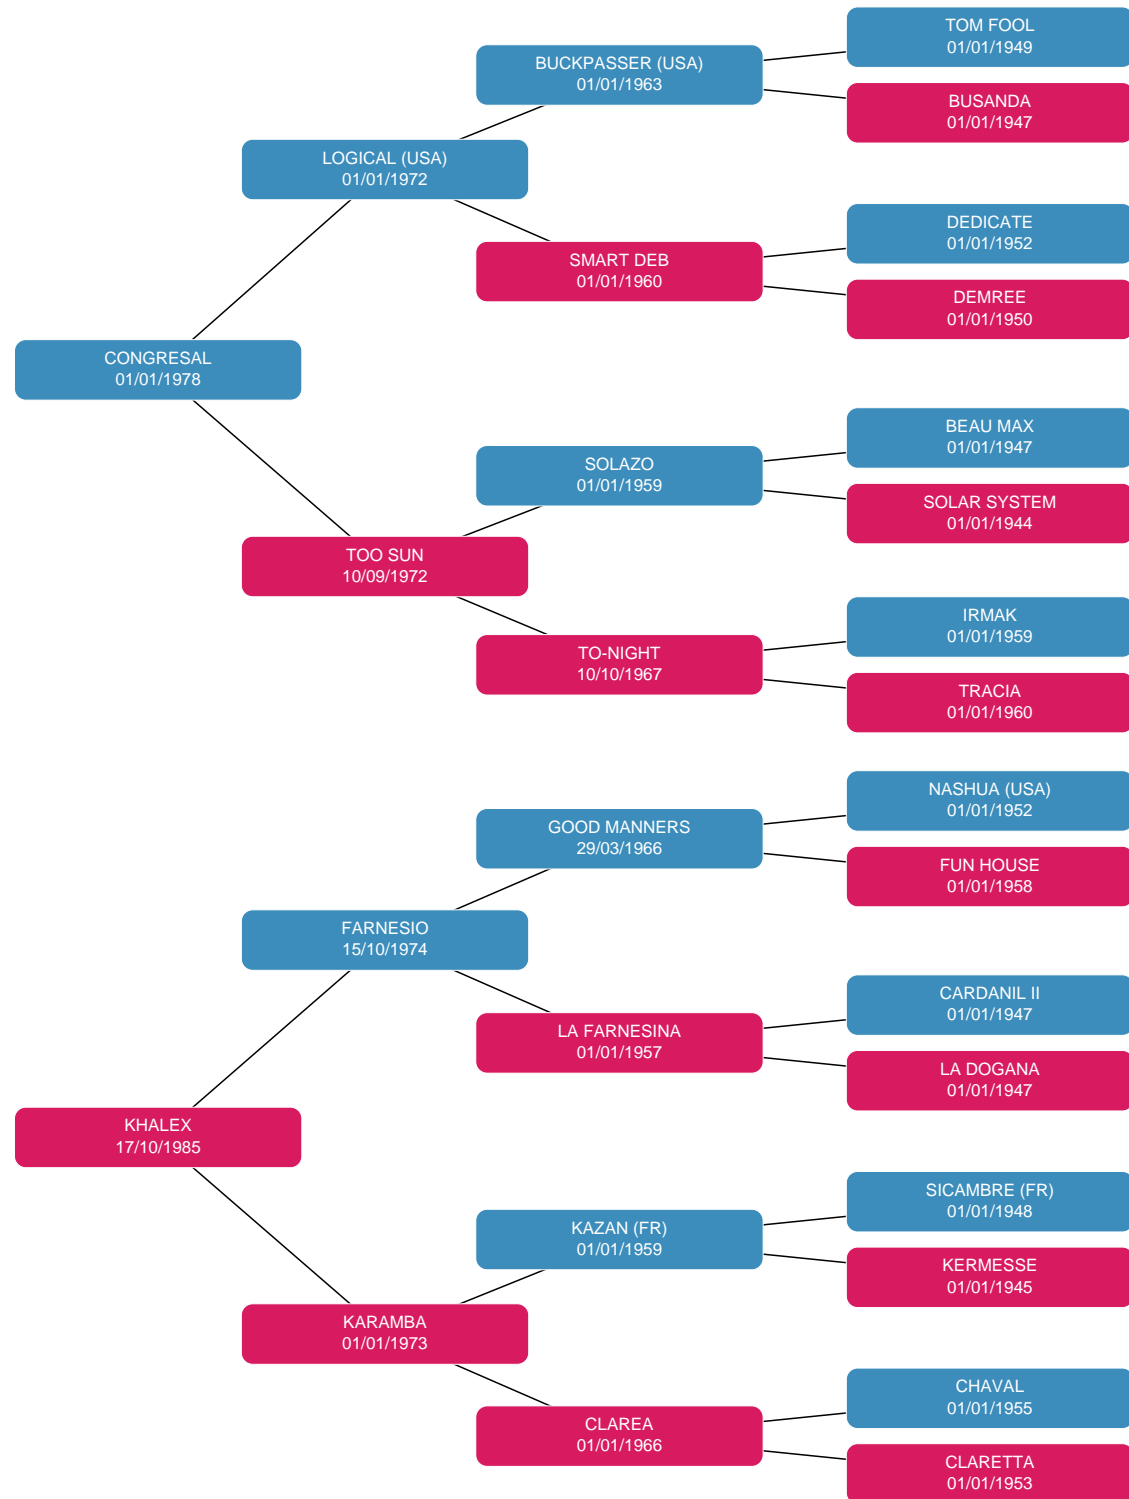 TOM FOOL
01/01/1949
BUCKPASSER (USA)
01/01/1963
BUSANDA
01/01/1947
LOGICAL (USA)
01/01/1972
DEDICATE
01/01/1952
SMART DEB
01/01/1960
DEMREE
01/01/1950
CONGRESAL
01/01/1978
BEAU MAX
01/01/1947
SOLAZO
01/01/1959
SOLAR SYSTEM
01/01/1944
TOO SUN
10/09/1972
IRMAK
01/01/1959
TO-NIGHT
10/10/1967
TRACIA
01/01/1960
NASHUA (USA)
01/01/1952
GOOD MANNERS
29/03/1966
FUN HOUSE
01/01/1958
FARNESIO
15/10/1974
CARDANIL II
01/01/1947
LA FARNESINA
01/01/1957
LA DOGANA
01/01/1947
KHALEX
17/10/1985
SICAMBRE (FR)
01/01/1948
KAZAN (FR)
01/01/1959
KERMESSE
01/01/1945
KARAMBA
01/01/1973
CHAVAL
01/01/1955
CLAREA
01/01/1966
CLARETTA
01/01/1953